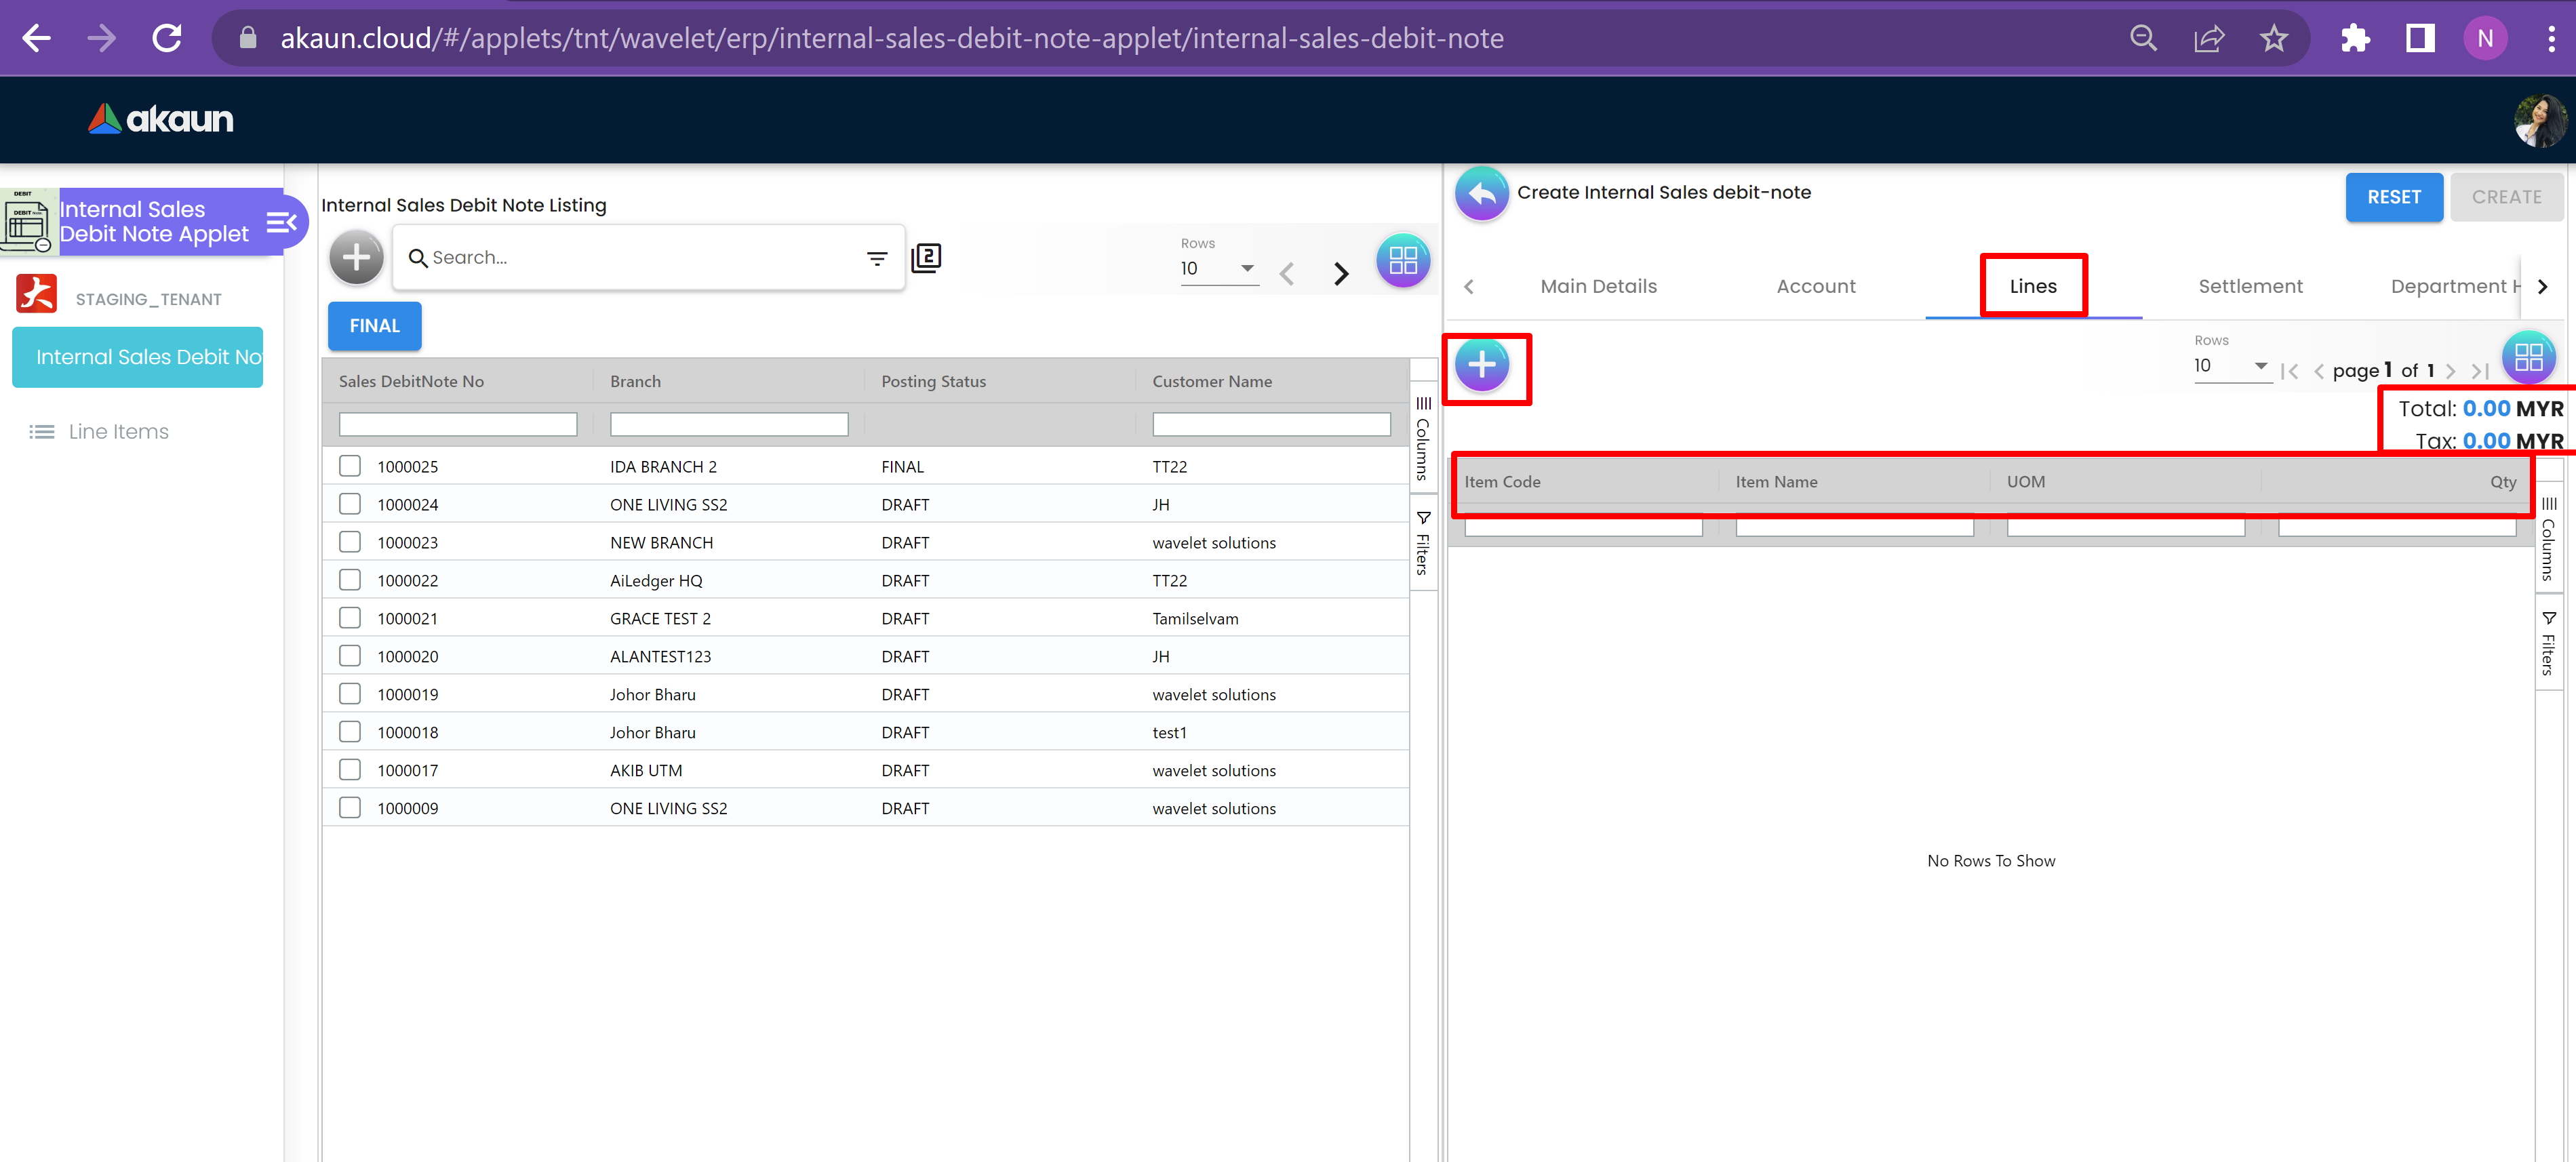 akaun.cloud/#/applets/tnt/wavelet/erp/internal-sales-debit-note-applet/internal-sales-debit-note
N
akaun
DEBIT
Internal Sales
Debit Note Applet
STAGING_TENANT
Internal Sales Debit No
Line Items
Internal Sales Debit Note Listing
Search...
2
Rows
10
FINAL
Sales DebitNote No Branch Posting Status Customer Name
1000025 IDA BRANCH 2 FINAL TT22
1000024 ONE LIVING SS2 DRAFT JH
1000023 NEW BRANCH DRAFT wavelet solutions
1000022 AiLedger HQ DRAFT TT22
1000021 GRACE TEST 2 DRAFT Tamilselvam
1000020 ALANTEST123 DRAFT JH
1000019 Johor Bharu DRAFT wavelet solutions
1000018 Johor Bharu DRAFT test1
1000017 AKIB UTM DRAFT wavelet solutions
1000009 ONE LIVING SS2 DRAFT wavelet solutions
Columns
Filters
Create Internal Sales debit-note
RESET
CREATE
Main Details Account Lines Settlement Department H
Rows
10
page 1 of 1
Total: 0.00 MYR
Tax: 0.00 MYR
Item Code Item Name UOM Qty
No Rows To Show
Columns
Filters